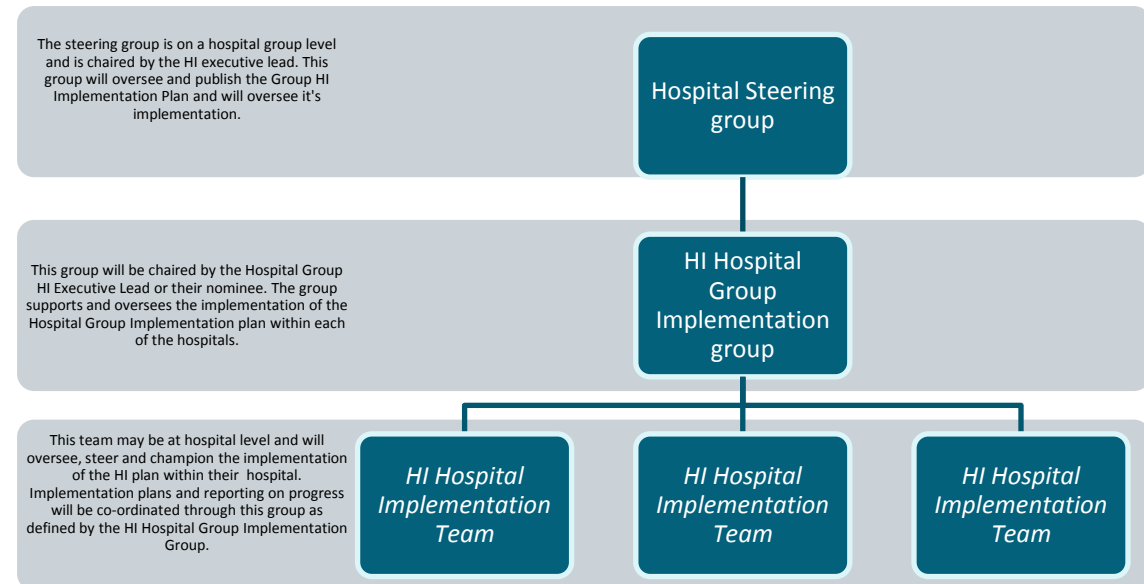 The steering group is on a hospital group level
and is chaired by the HI executive lead. This
group will oversee and publish the Group HI
Implementation Plan and will oversee it's
implementation.
Hospital Steering
group
This group will be chaired by the Hospital Group
HI Executive Lead or their nominee. The group
supports and oversees the implementation of the
Hospital Group Implementation plan within each
of the hospitals.
HI Hospital
Group
Implementation
group
This team may be at hospital level and will
oversee, steer and champion the implementation
of the HI plan within their hospital.
Implementation plans and reporting on progress
will be co-ordinated through this group as
defined by the HI Hospital Group Implementation
Group.
HI Hospital
Implementation
Team
HI Hospital
Implementation
Team
HI Hospital
Implementation
Team